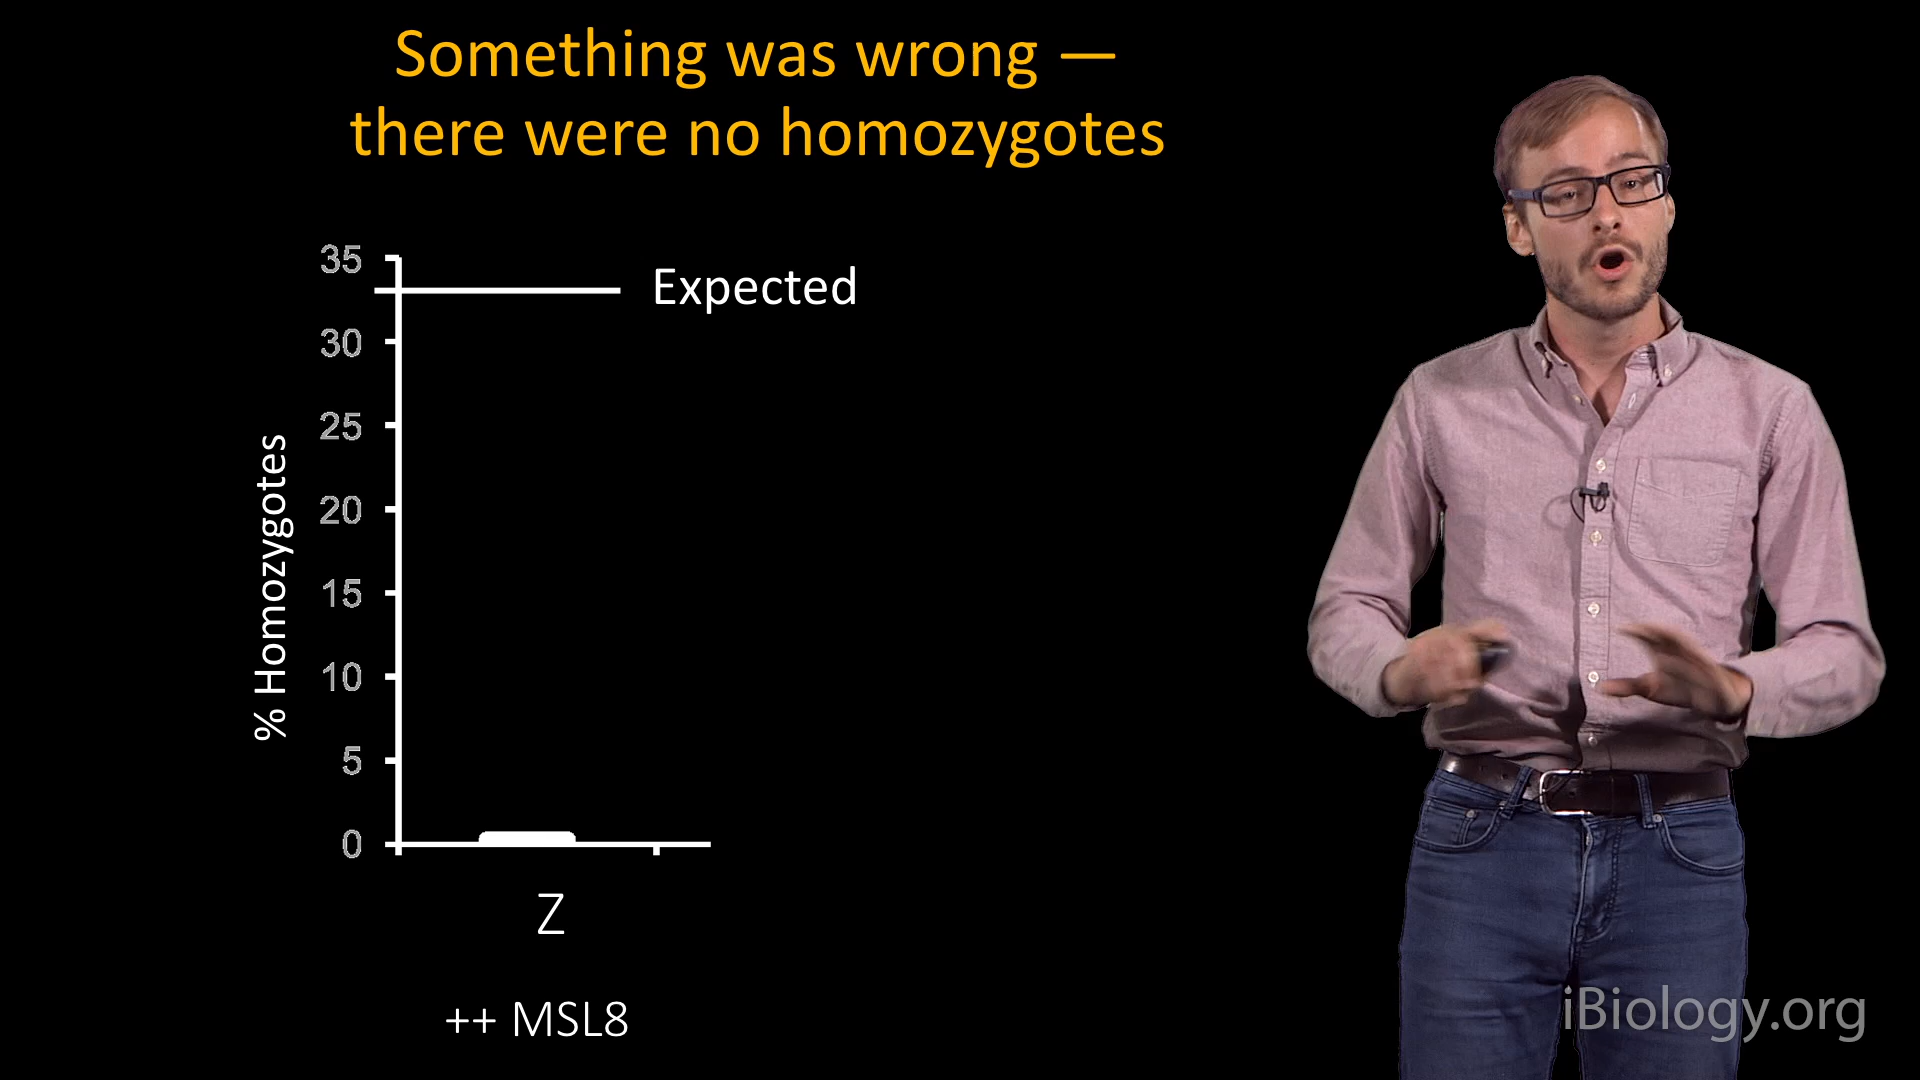 Something was wrong —
there were no homozygotes
35
Expected
30
25
20
15
10
5
0
% Homozygotes
Z
++ MSL8
iBiology.org